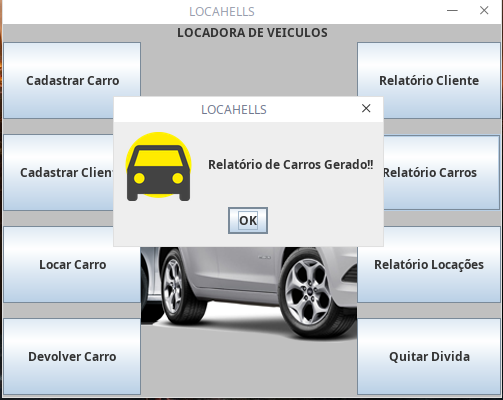 LOCAHELLS
LOCADORA DE VEICULOS
Cadastrar Carro
Relatório Cliente
LOCAHELLS
Relatório de Carros Gerado!!
OK
Cadastrar Clien
Relatório Carros
Locar Carro
Relatório Locações
Devolver Carro
Quitar Divida